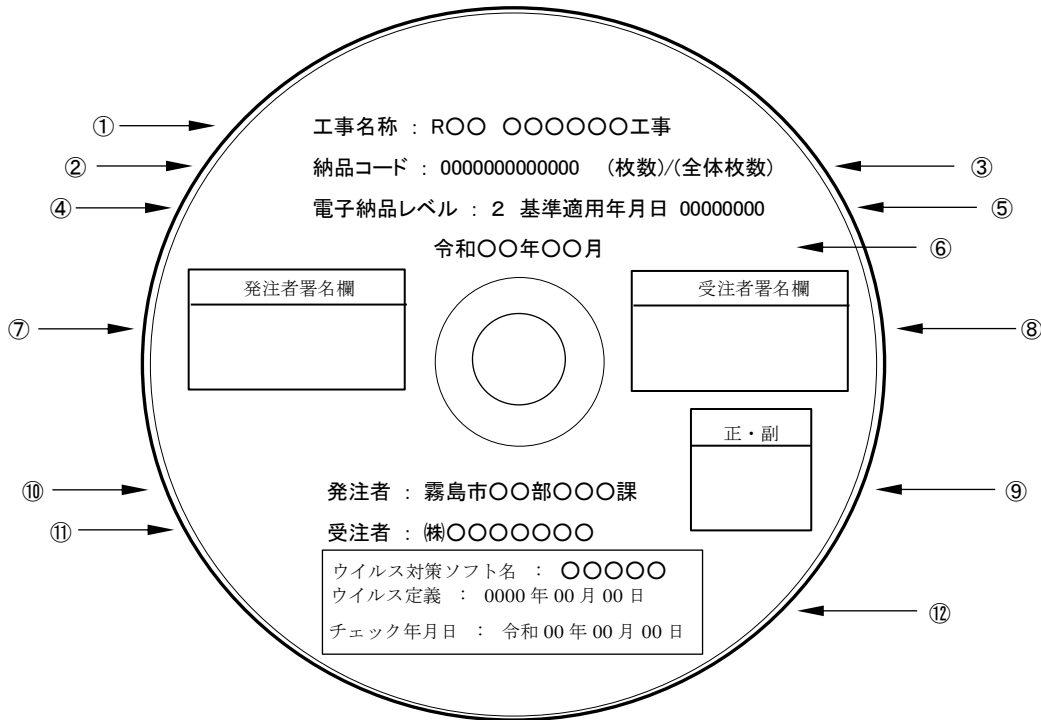 ① 工事名称 : R〇〇 〇〇〇〇〇〇工事
② 納品コード : 0000000000000 (枚数)/(全体枚数) ③
④ 電子納品レベル : 2 基準適用年月日 00000000 ⑤
令和〇〇年〇〇月 ⑥
発注者署名欄 受注者署名欄
⑦ ⑧
正・副
⑩ 発注者 : 霧島市〇〇部〇〇〇課 ⑨
⑪ 受注者 : ㈱〇〇〇〇〇〇〇
ウイルス対策ソフト名 : 〇〇〇〇〇
ウイルス定義 : 0000 年 00 月 00 日 ⑫
チェック年月日 : 令和 00 年 00 月 00 日